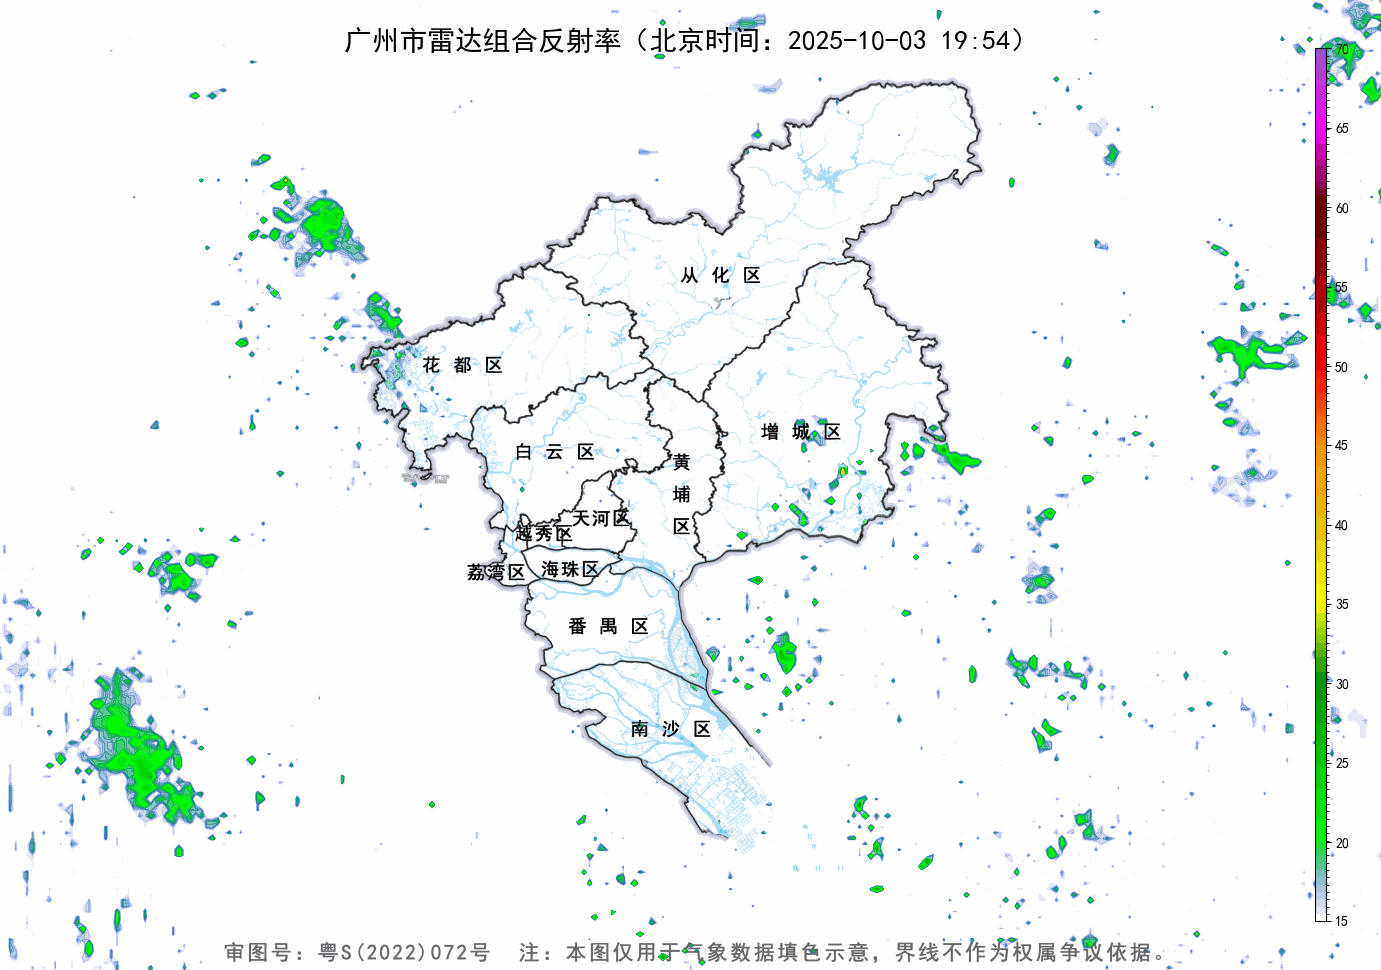 广州市雷达组合反射率（北京时间：2025-10-03 19:54）
70
65
60
55
50
45
40
35
30
25
20
15
从化区
花都区
增城区
白云区
黄埔区
天河区
越秀区
荔湾区
海珠区
番禺区
南沙区
审图号：粤S(2022)072号 注：本图仅用于气象数据填色示意，界线不作为权属争议依据。